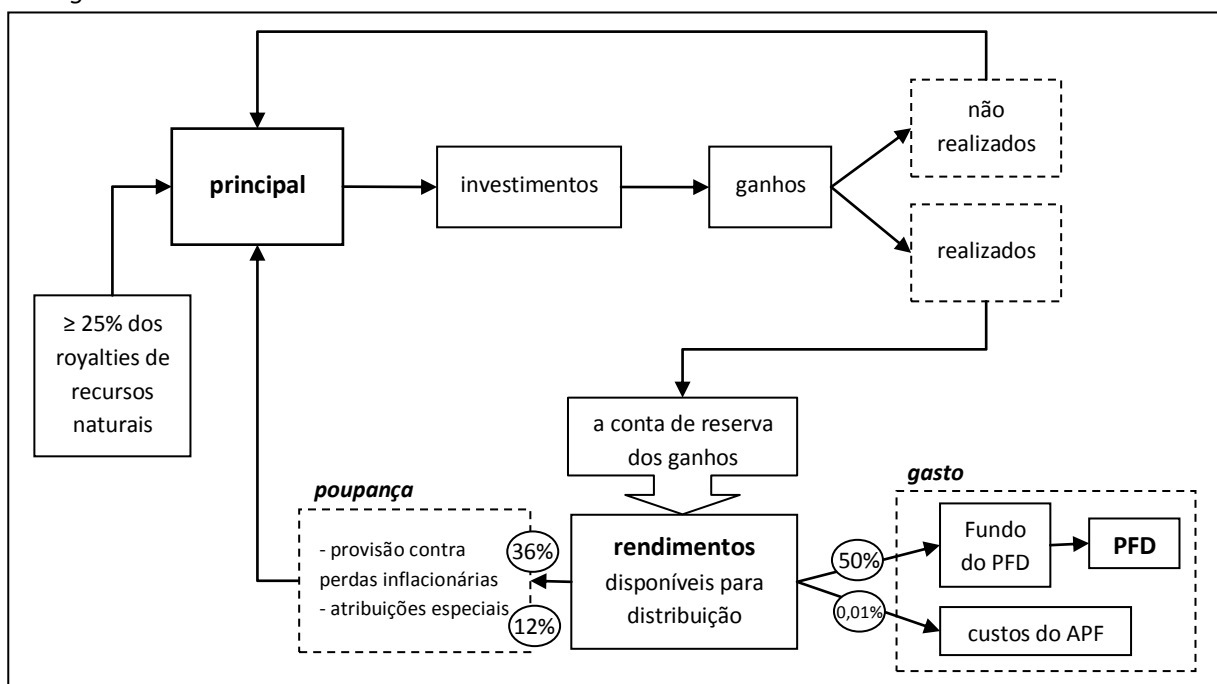 não
realizados
principal
investimentos
ganhos
realizados
≥ 25% dos
royalties de
recursos
naturais
a conta de reserva
dos ganhos
poupança
gasto
- provisão contra
perdas inflacionárias
- atribuições especiais
36%
12%
rendimentos
disponíveis para
distribuição
50%
0,01%
Fundo
do PFD
PFD
custos do APF